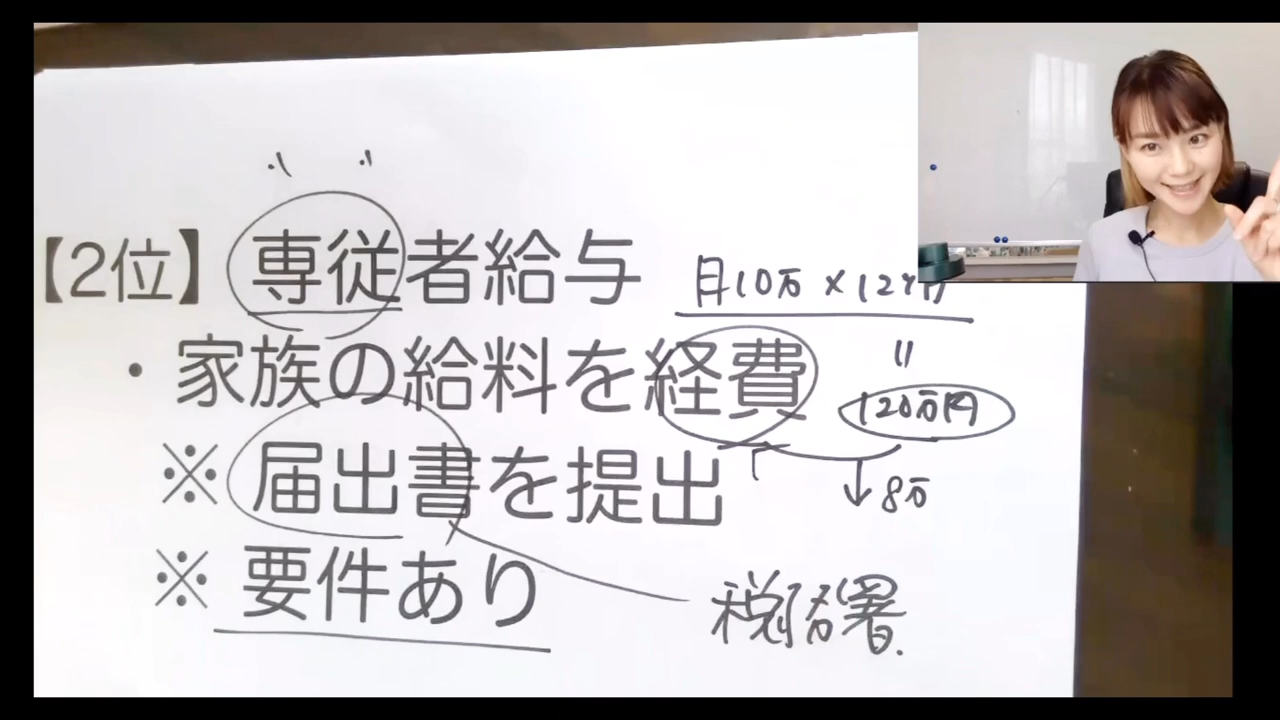 【2位】専従者給与
月10万×12ヶ月
・家族の給料を経費
〃
120万円
※届出書を提出
↓8万
※要件あり
税務署.